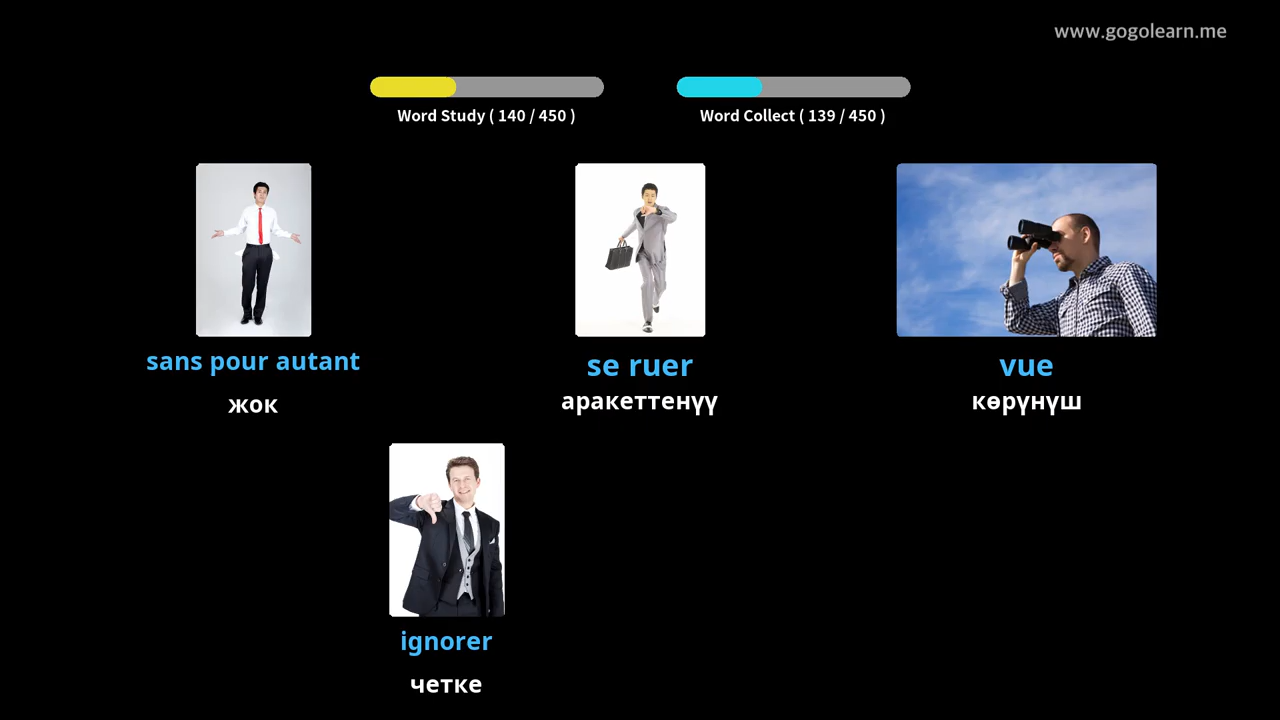 www.gogolearn.me
Word Study ( 140 / 450 )
Word Collect ( 139 / 450 )
sans pour autant
жок
se ruer
аракеттенүү
vue
көрүнүш
ignorer
четке